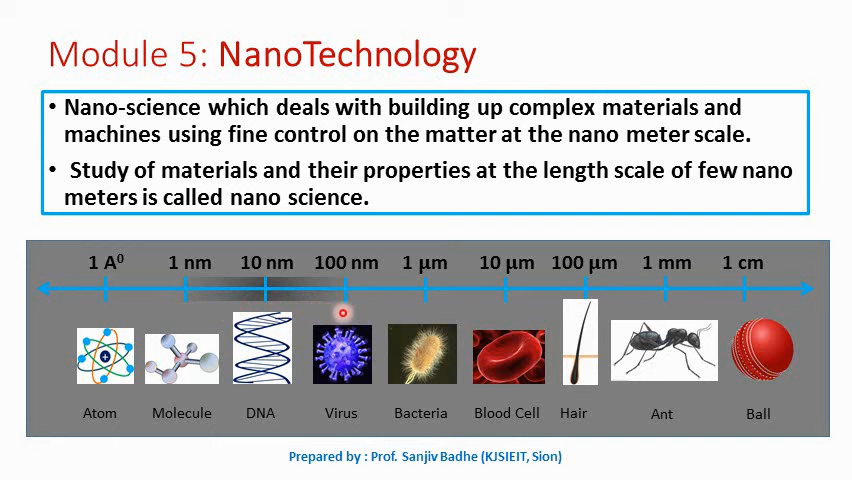 Module 5: NanoTechnology
• Nano-science which deals with building up complex materials and
machines using fine control on the matter at the nano meter scale.
• Study of materials and their properties at the length scale of few nano
meters is called nano science.
1 A⁰ 1 nm 10 nm 100 nm 1 µm 10 µm 100 µm 1 mm 1 cm
Atom Molecule DNA Virus Bacteria Blood Cell Hair Ant Ball
Prepared by : Prof. Sanjiv Badhe (KJSIEIT, Sion)